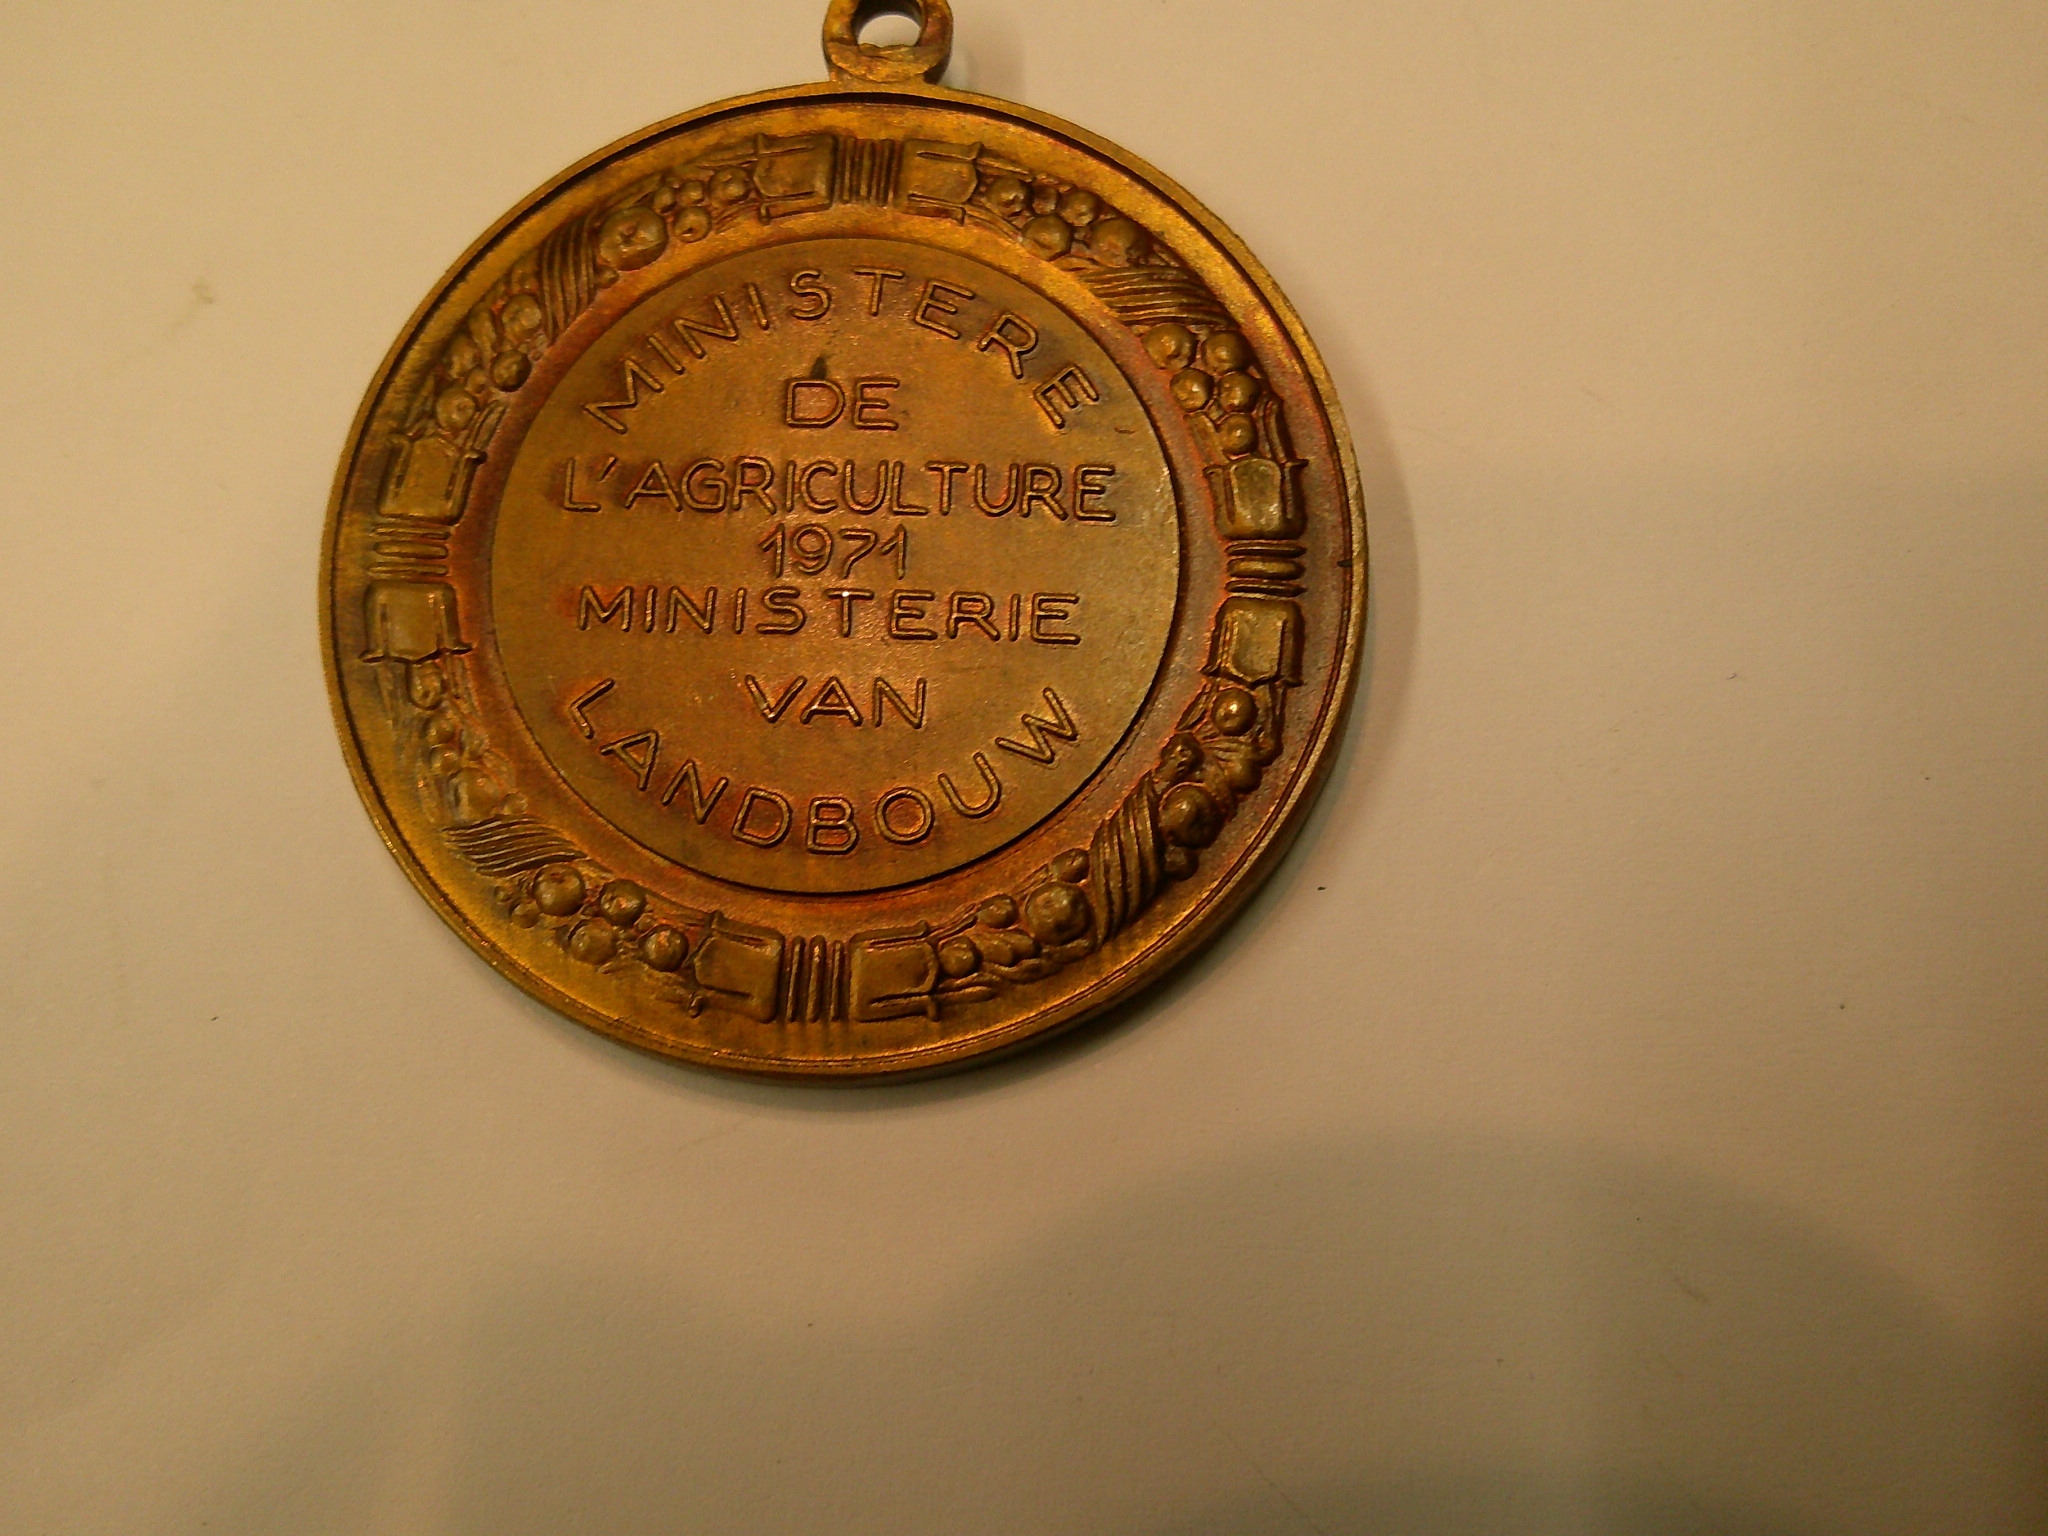 MINISTERE
DE
L'AGRICULTURE
1971
MINISTERIE
VAN
LANDBOUW